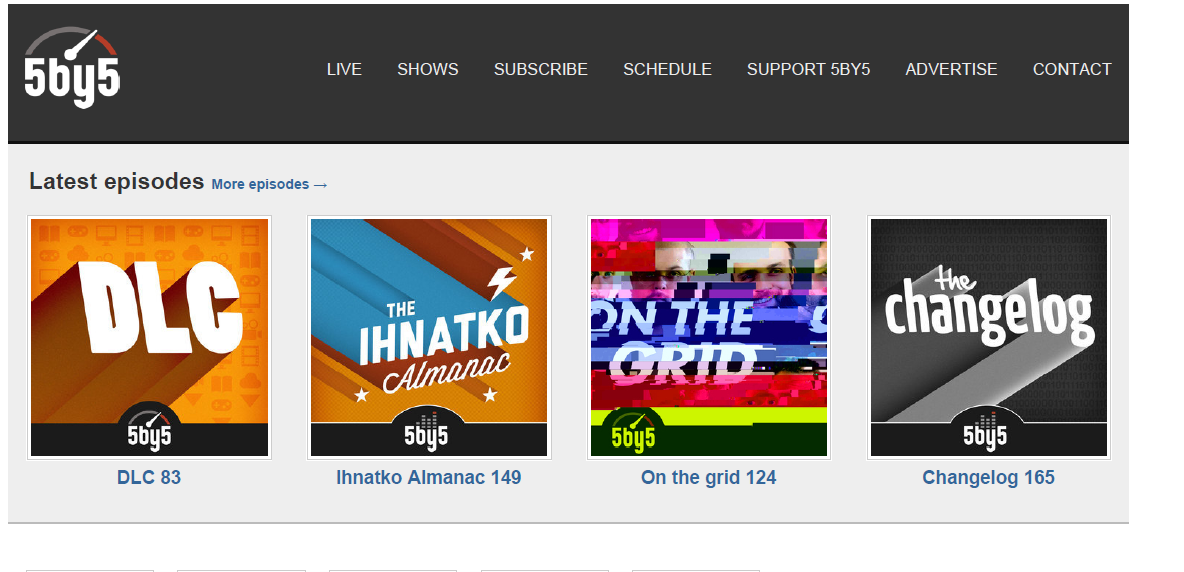 5by5
LIVE SHOWS SUBSCRIBE SCHEDULE SUPPORT 5BY5 ADVERTISE CONTACT
Latest episodes More episodes →
DLC
5by5
DLC 83
THE
IHNATKO
Almanac
5by5
Ihnatko Almanac 149
ON THE
GRID
5by5
On the grid 124
the
changelog
5by5
Changelog 165